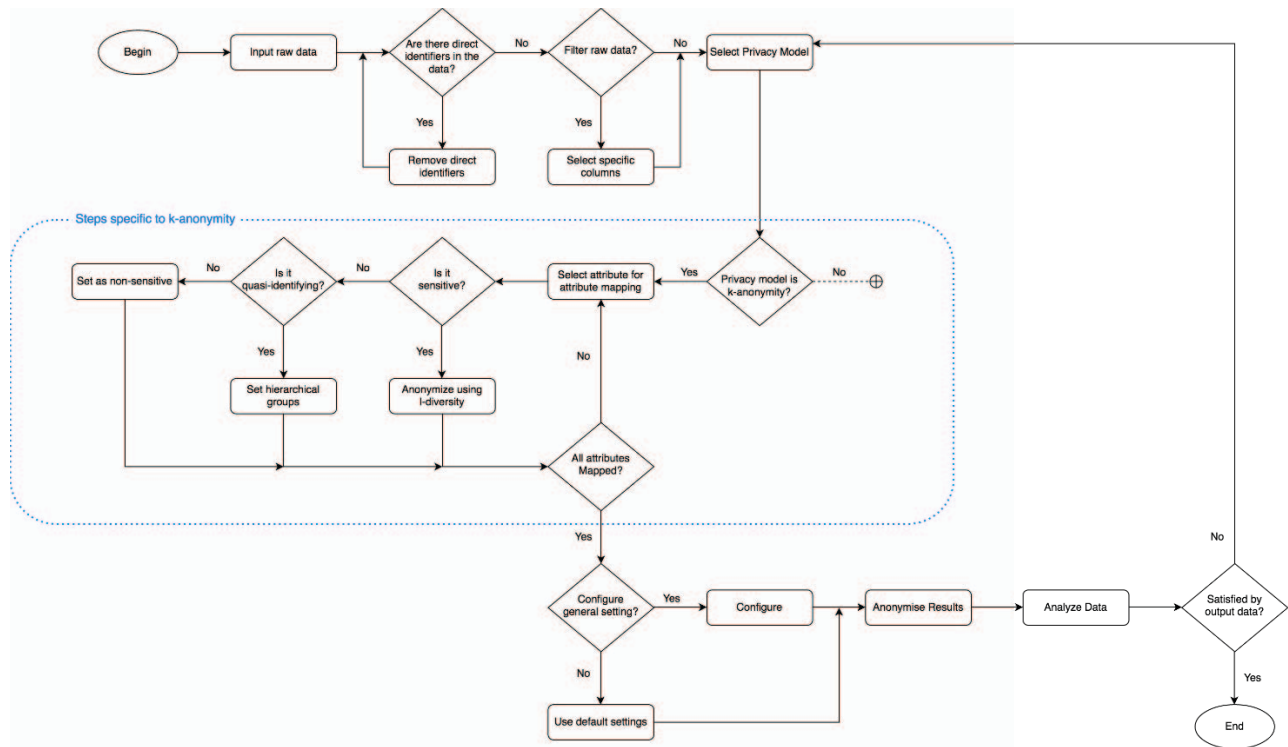 Begin
Input raw data
Are there direct
identifiers in the
data?
No
Filter raw data?
No
Select Privacy Model
Yes
Yes
Remove direct
identifiers
Select specific
columns
Steps specific to k-anonymity
Set as non-sensitive
No
Is it
quasi-identifying?
No
Is it
sensitive?
Select attribute for
attribute mapping
Yes
Privacy model is
k-anonymity?
No
Yes
Yes
No
Set hierarchical
groups
Anonymize using
l-diversity
All attributes
Mapped?
Yes
No
Configure
general setting?
Yes
Configure
Anonymise Results
Analyze Data
Satisfied by
output data?
No
Yes
Use default settings
End